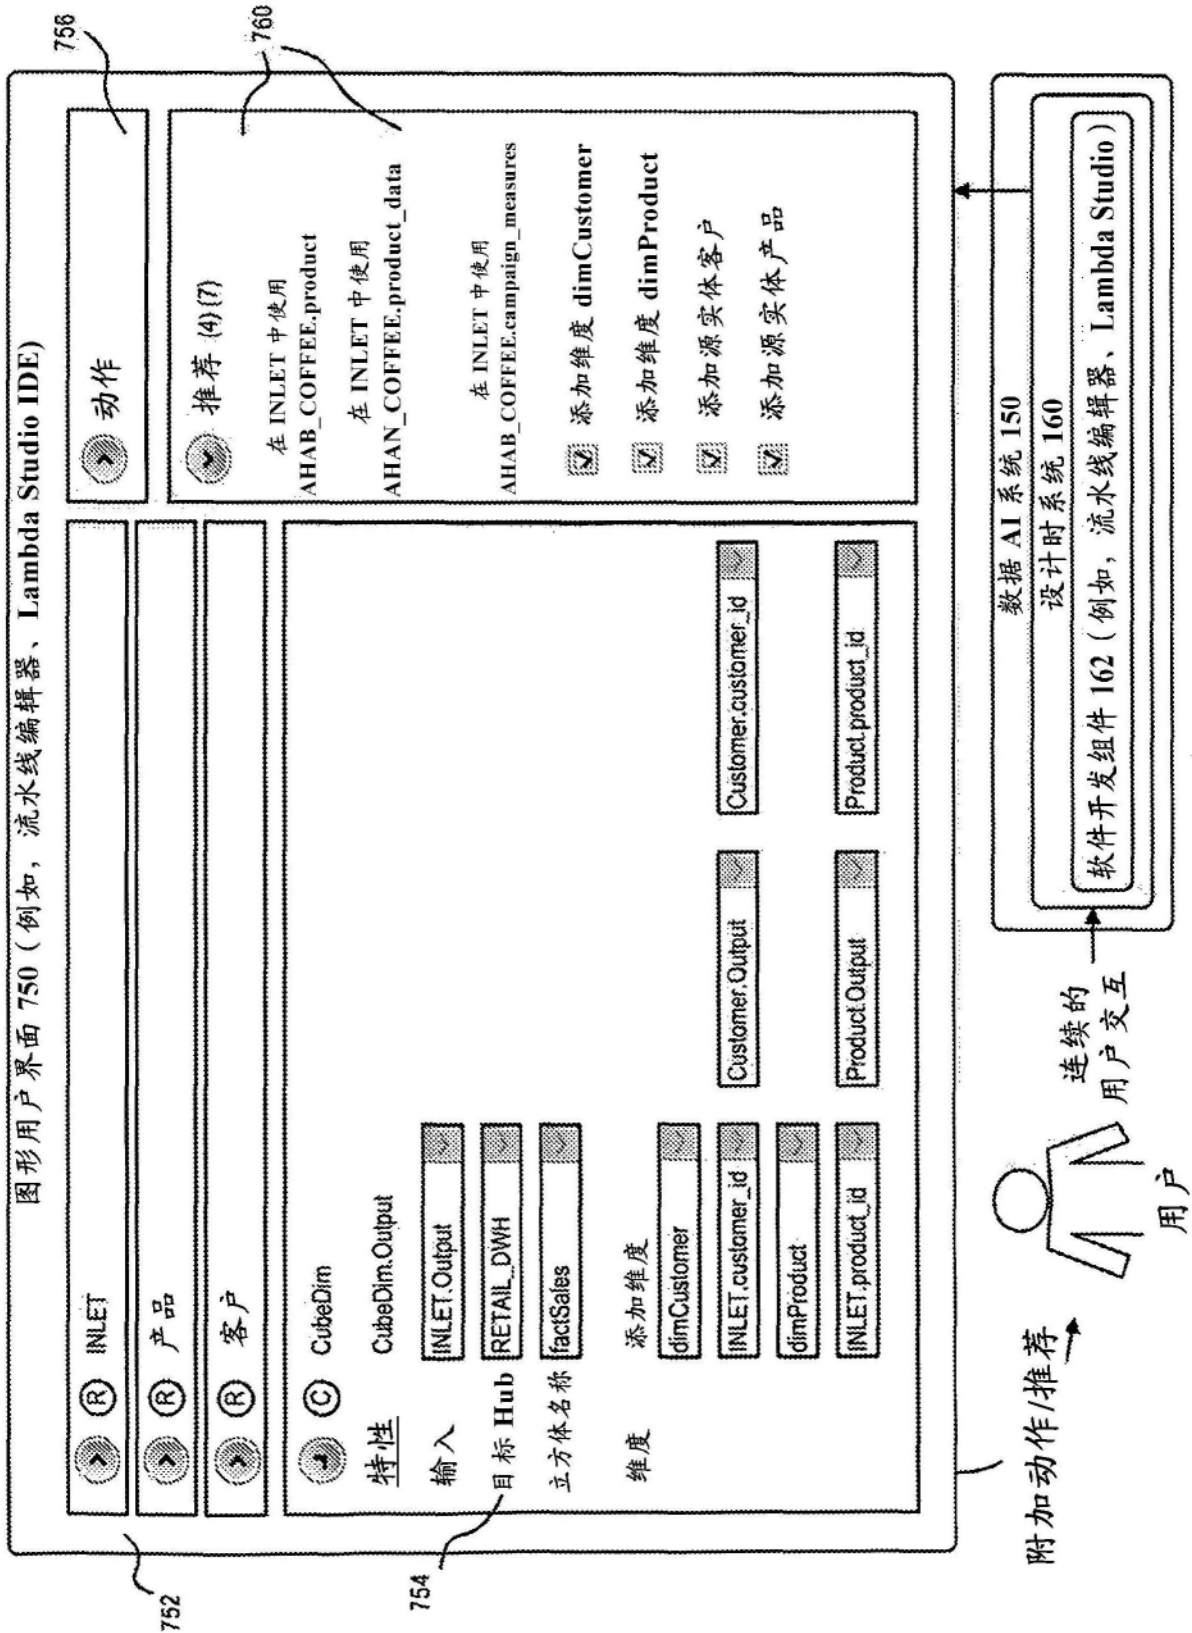 图形用户界面 750（例如，流水线编辑器、Lambda Studio IDE)
752
R INLET
R 产品
R 客户
C CubeDim
特性 CubeDim.Output
输入 INLET.Output
754
目标 Hub RETAIL_DWH
立方体名称 factSales
维度 添加维度
dimCustomer
INLET.customer_id Customer.Output Customer.customer_id
dimProduct
INLET.product_id Product.Output Product.product_id
756
动作
760
推荐 (4){7}
在 INLET 中使用
AHAB_COFFEE.product
在 INLET 中使用
AHAN_COFFEE.product_data
在 INLET 中使用
AHAB_COFFEE.campaign_measures
添加维度 dimCustomer
添加维度 dimProduct
添加源实体客户
添加源实体产品
附加动作/推荐
用户
连续的
用户交互
数据 AI 系统 150
设计时系统 160
软件开发组件 162（例如，流水线编辑器、Lambda Studio）